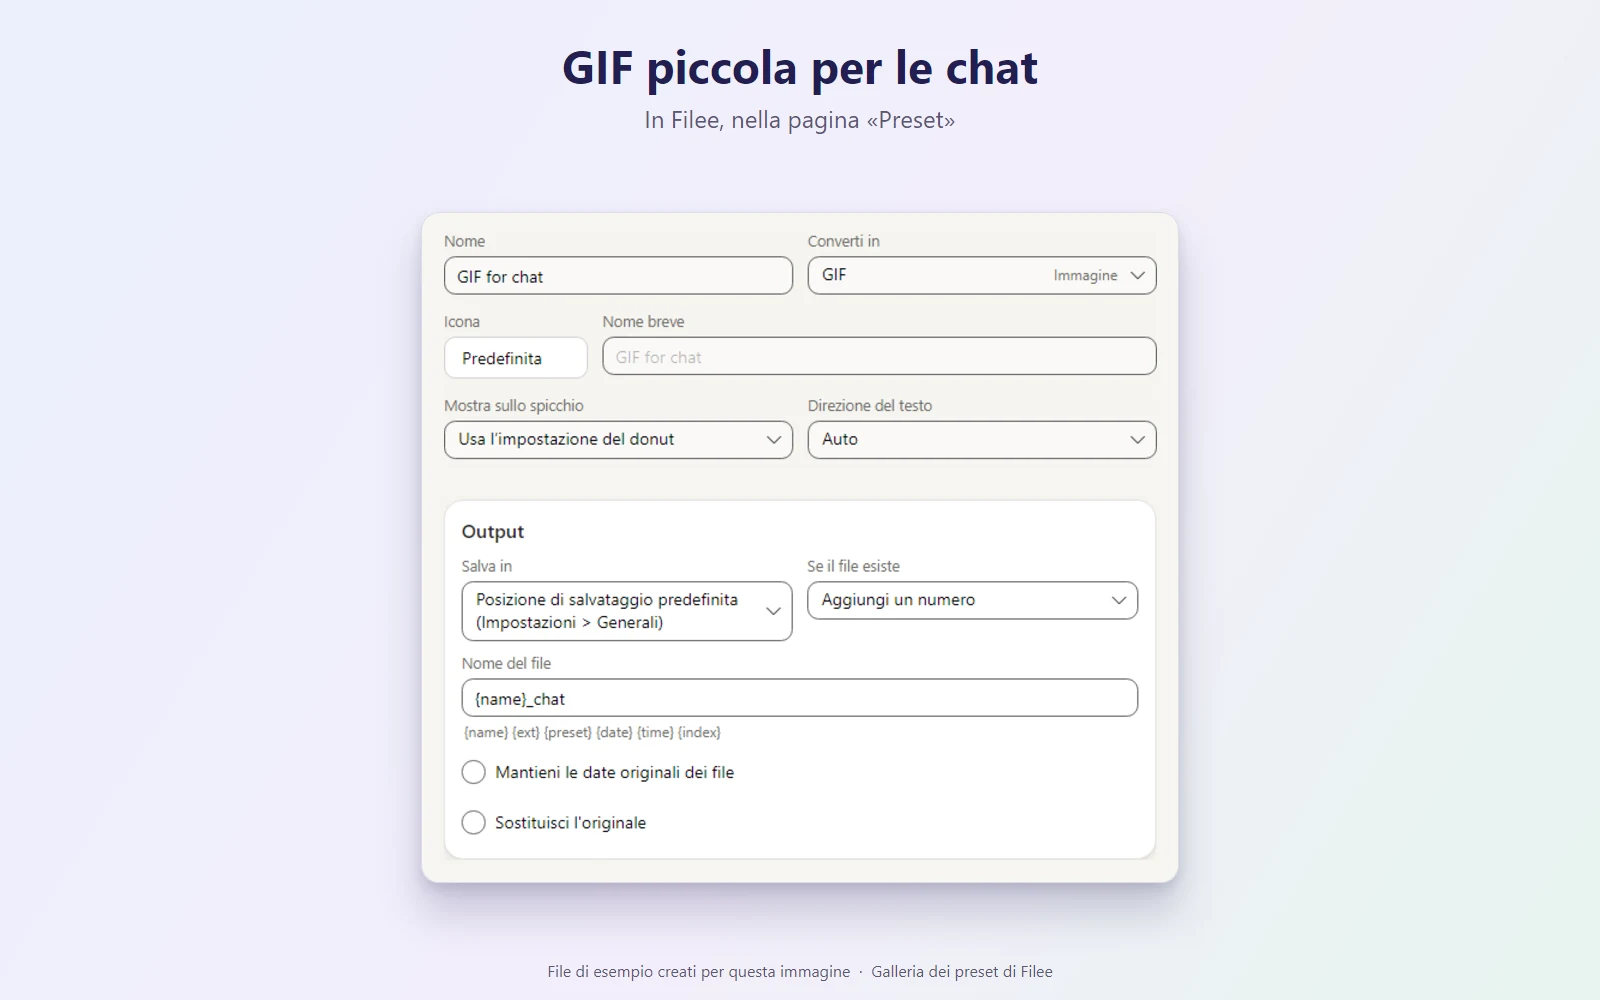 GIF piccola per le chat
In Filee, nella pagina «Preset»
Nome
Converti in
GIF for chat
GIF
Immagine
Icona
Nome breve
Predefinita
GIF for chat
Mostra sullo spicchio
Direzione del testo
Usa l'impostazione del donut
Auto
Output
Salva in
Se il file esiste
Posizione di salvataggio predefinita
(Impostazioni > Generali)
Aggiungi un numero
Nome del file
{name}_chat
{name} {ext} {preset} {date} {time} {index}
Mantieni le date originali dei file
Sostituisci l'originale
File di esempio creati per questa immagine · Galleria dei preset di Filee